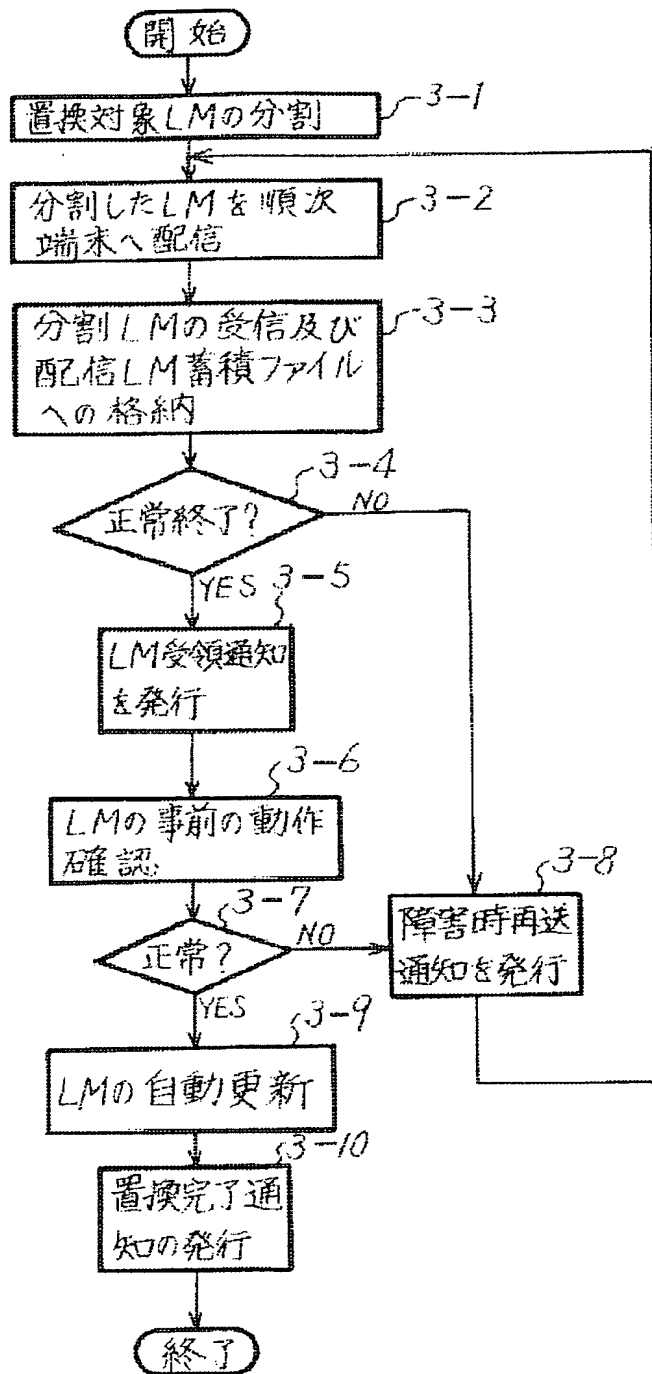 開始
置換対象LMの分割
3-1
分割したLMを順次
端末へ配信
3-2
分割LMの受信及び
配信LM蓄積ファイル
への格納
3-3
正常終了?
3-4
NO
YES
3-5
LM受領通知
を発行
3-6
LMの事前の動作
確認
3-7
正常?
NO
YES
3-8
障害時再送
通知を発行
3-9
LMの自動更新
3-10
置換完了通
知の発行
終了